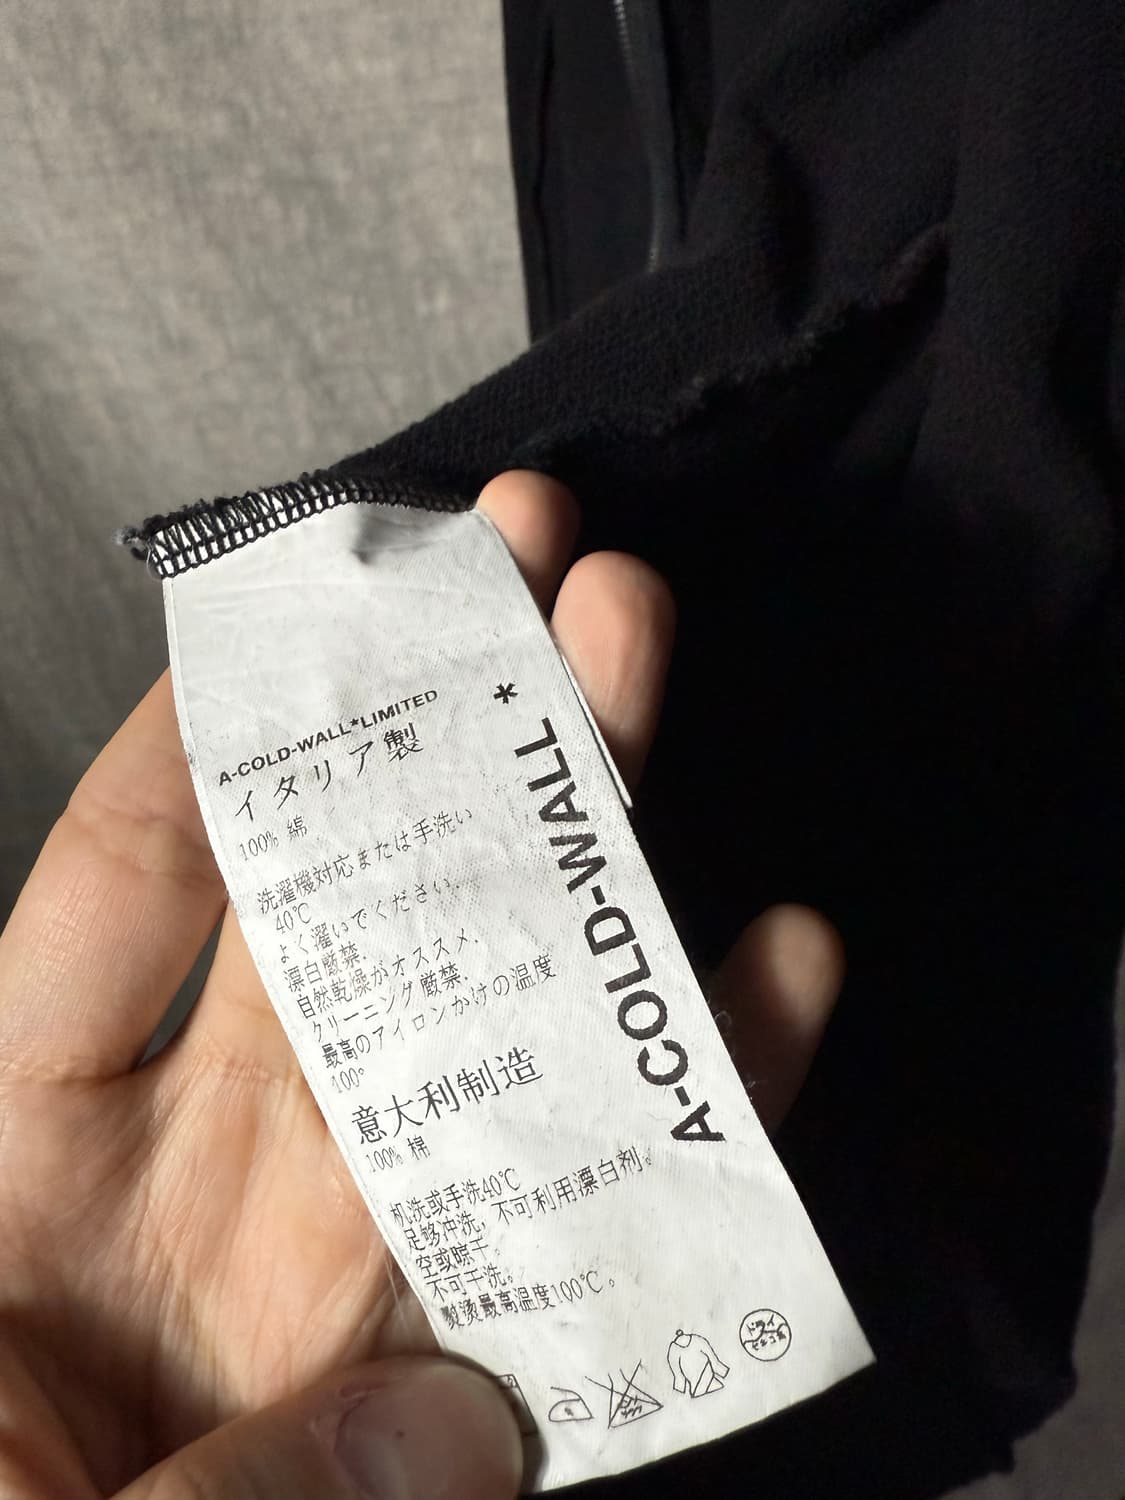 A-COLD-WALL*LIMITED
イタリア製
100% 綿
洗濯機対応または手洗い
40℃
よく濯いでください.
漂白厳禁.
自然乾燥がオススメ.
クリーニング厳禁.
最高のアイロンかけの温度
100°
意大利制造
100% 棉
机洗或手洗40℃
足够冲洗, 不可利用漂白剂。
空或晾干。
不可干洗。
熨烫最高温度100℃。
A-COLD-WALL *
ドライ